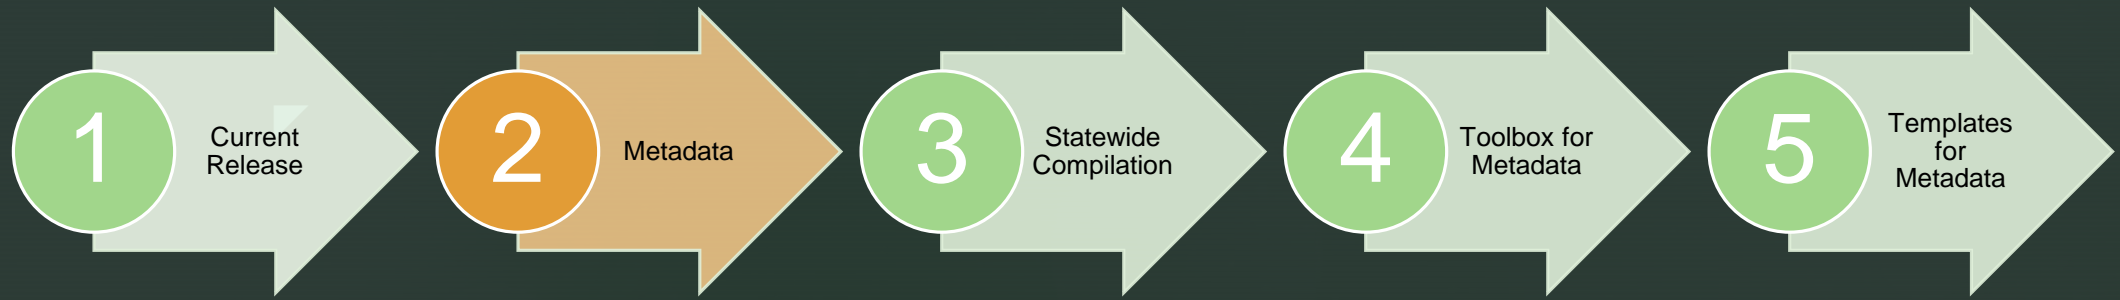 1
Current
Release
2
Metadata
3
Statewide
Compilation
4
Toolbox for
Metadata
5
Templates
for
Metadata